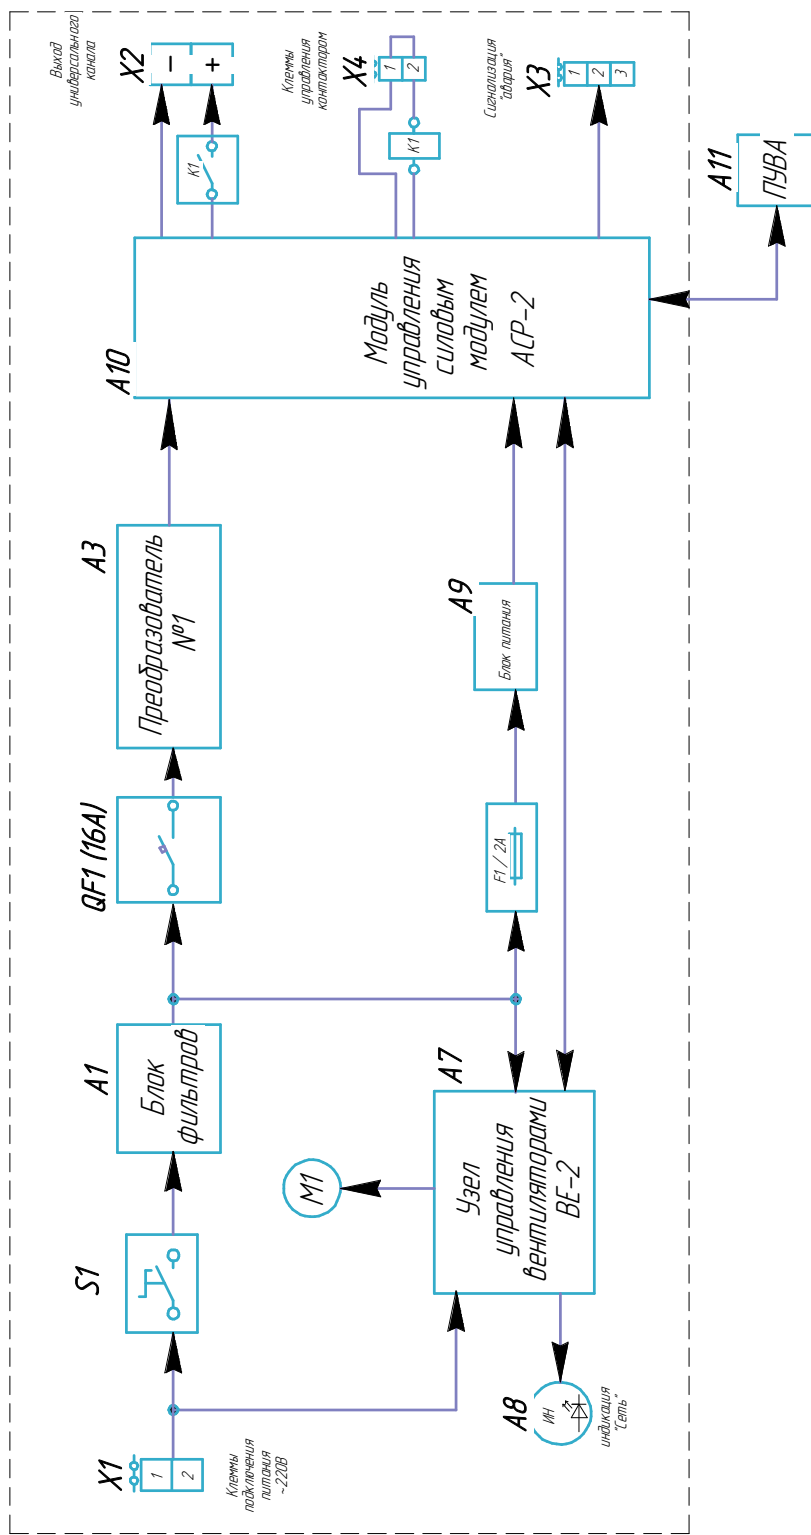 X1
1
2
Клеммы
подключения
питания
~220В
S1
A1
Блок
фильтров
QF1 (16А)
A3
Преобразователь
№1
A10
Модуль
управления
силовым
модулем
АСР-2
K1
X2
-
+
Выход
универсального
канала
K1
X4
1
2
Клеммы
управления
контактором
X3
1
2
3
Сигнализация
"авария"
A11
ПУВА
A9
Блок питания
F1 / 2А
A7
Узел
управления
вентиляторами
ВЕ-2
M1
A8
ИН
индикация
"Сеть"